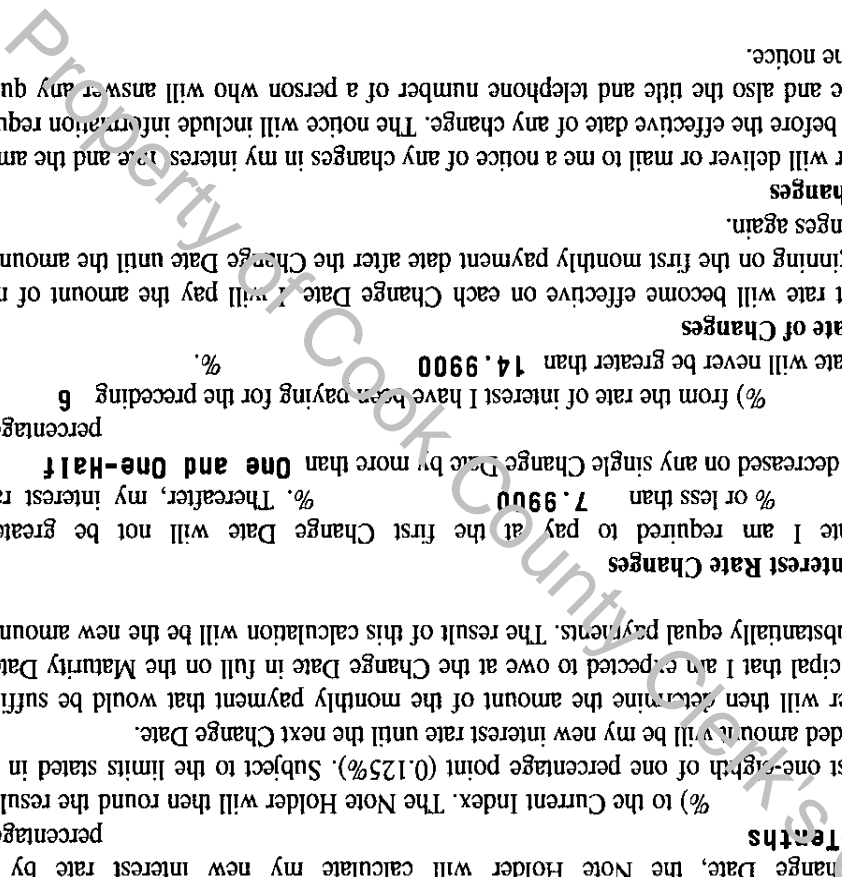 hange Date, the Note Holder will calculate my new interest rate by
Tenths percentage
%) to the Current Index. The Note Holder will then round the resul
st one-eighth of one percentage point (0.125%). Subject to the limits stated in
ded amount will be my new interest rate until the next Change Date.
er will then determine the amount of the monthly payment that would be suffi
cipal that I am expected to owe at the Change Date in full on the Maturity Dat
ubstantially equal payments. The result of this calculation will be the new amoun
nterest Rate Changes
ate I am required to pay at the first Change Date will not be greate
% or less than 7.9900 %. Thereafter, my interest ra
decreased on any single Change Date by more than One and One-Half
percentage
%) from the rate of interest I have been paying for the preceding 6
ate will never be greater than 14.9900 %.
ate of Changes
t rate will become effective on each Change Date. I will pay the amount of n
ginning on the first monthly payment date after the Change Date until the amoun
nges again.
hanges
r will deliver or mail to me a notice of any changes in my interest rate and the am
before the effective date of any change. The notice will include information requ
e and also the title and telephone number of a person who will answer any qu
he notice.
Property of Cook County Clerk's